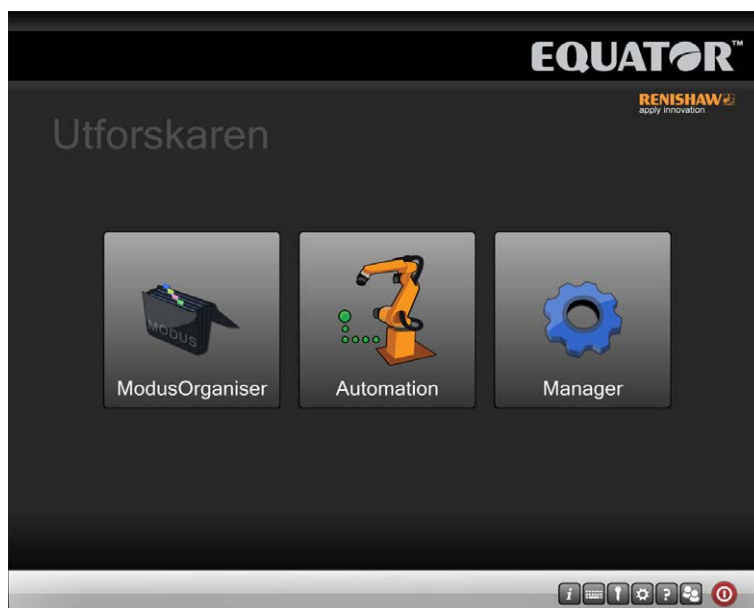 EQUATOR™
RENISHAW
apply innovation
Utforskaren
MODUS
ModusOrganiser
Automation
Manager
i
?